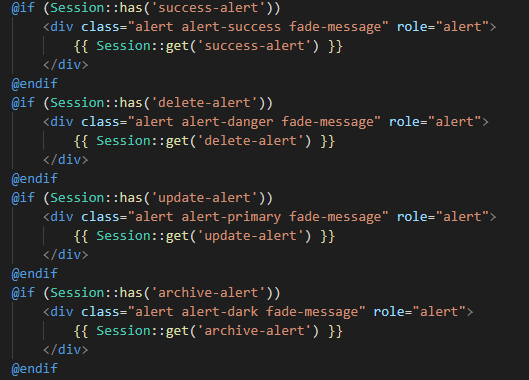 @if (Session::has('success-alert'))
    <div class="alert alert-success fade-message" role="alert">
        {{ Session::get('success-alert') }}
    </div>
@endif
@if (Session::has('delete-alert'))
    <div class="alert alert-danger fade-message" role="alert">
        {{ Session::get('delete-alert') }}
    </div>
@endif
@if (Session::has('update-alert'))
    <div class="alert alert-primary fade-message" role="alert">
        {{ Session::get('update-alert') }}
    </div>
@endif
@if (Session::has('archive-alert'))
    <div class="alert alert-dark fade-message" role="alert">
        {{ Session::get('archive-alert') }}
    </div>
@endif